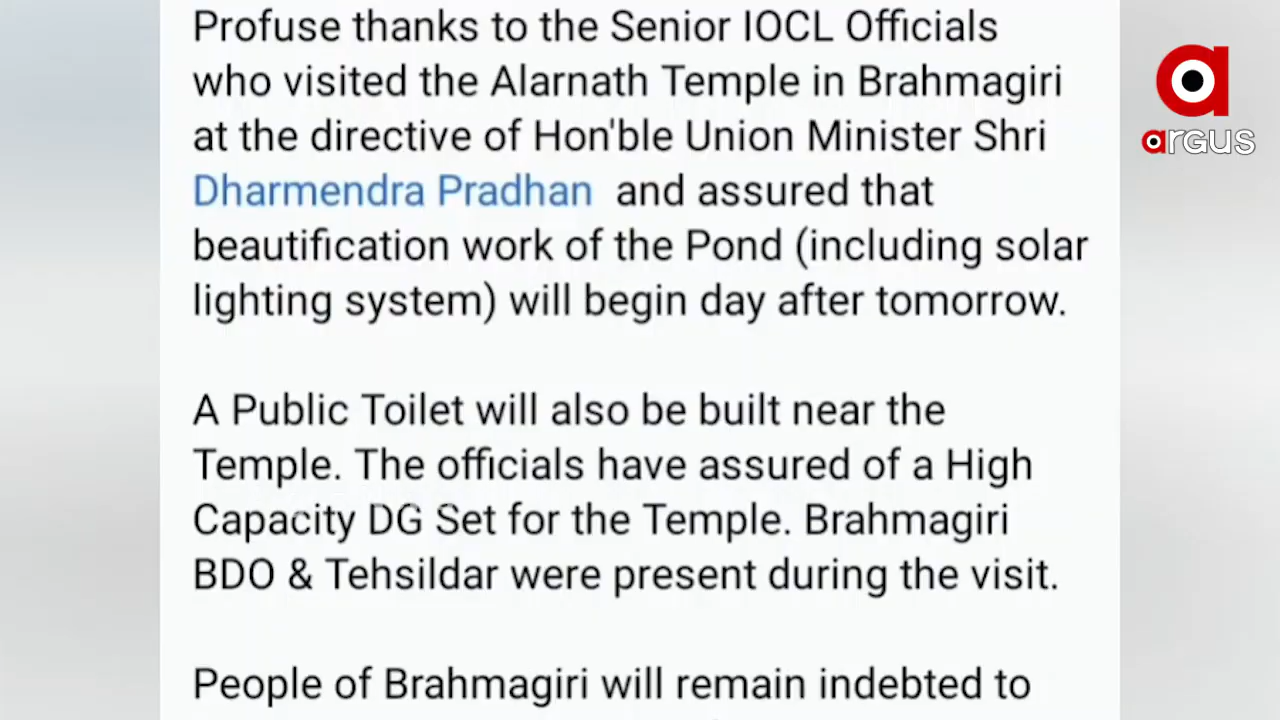 Profuse thanks to the Senior IOCL Officials
who visited the Alarnath Temple in Brahmagiri
at the directive of Hon'ble Union Minister Shri
Dharmendra Pradhan and assured that
beautification work of the Pond (including solar
lighting system) will begin day after tomorrow.
A Public Toilet will also be built near the
Temple. The officials have assured of a High
Capacity DG Set for the Temple. Brahmagiri
BDO & Tehsildar were present during the visit.
People of Brahmagiri will remain indebted to
a
argus